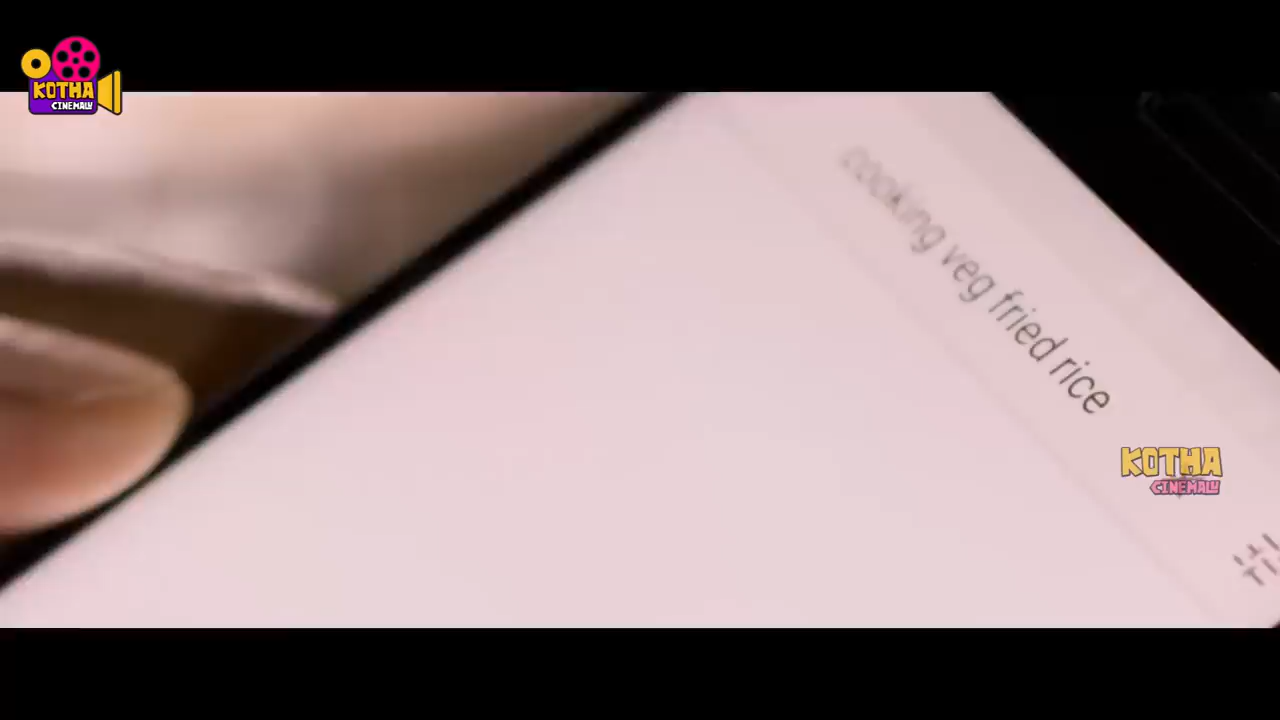 KOTHA
CINEMALU
cooking veg fried rice
KOTHA
CINEMALU